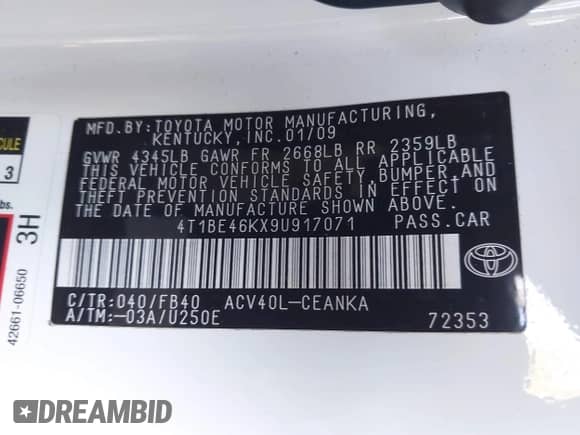 MFD.BY:TOYOTA MOTOR MANUFACTURING,
KENTUCKY, INC.01/09
GVWR 4345LB GAWR FR 2668LB RR 2359LB
THIS VEHICLE CONFORMS TO ALL APPLICABLE
FEDERAL MOTOR VEHICLE SAFETY, BUMPER,AND
THEFT PREVENTION STANDARDS IN EFFECT ON
THE DATE OF MANUFACTURE SHOWN ABOVE.
4T1BE46KX9U917071 PASS.CAR
C/TR:040/FB40 ACV40L-CEANKA
A/TM:-03A/U250E 72353
TOYOTA
3
3H
42661-06650
DREAMBID